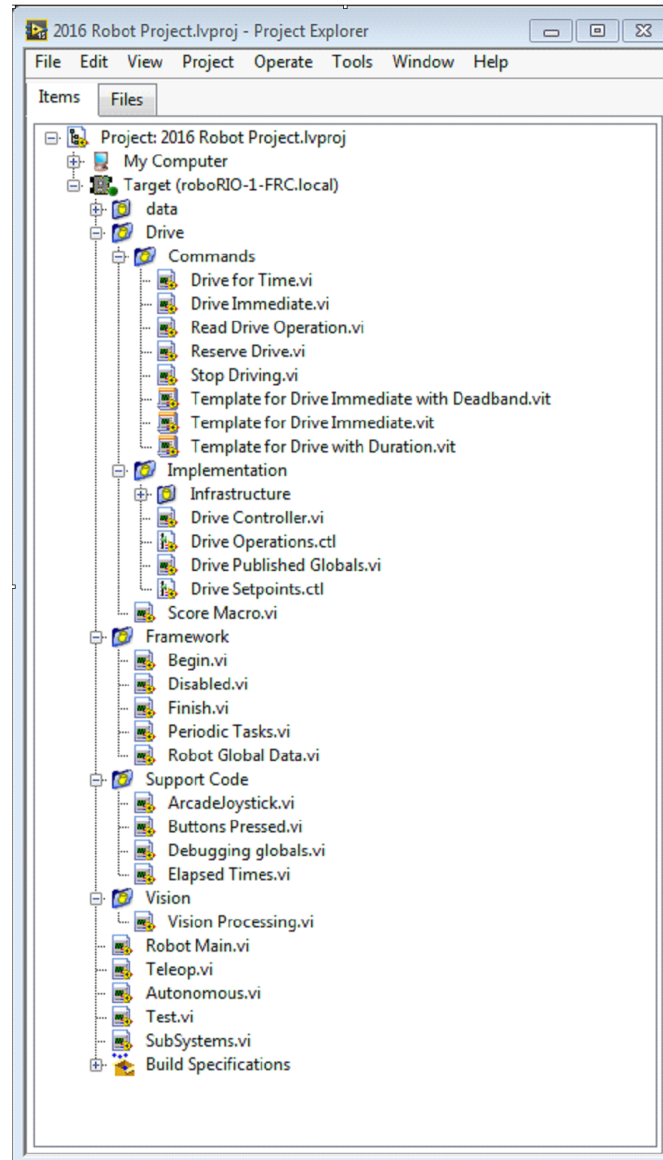 2016 Robot Project.lvproj - Project Explorer
File Edit View Project Operate Tools Window Help
Items Files
Project: 2016 Robot Project.lvproj
My Computer
Target (roboRIO-1-FRC.local)
data
Drive
Commands
Drive for Time.vi
Drive Immediate.vi
Read Drive Operation.vi
Reserve Drive.vi
Stop Driving.vi
Template for Drive Immediate with Deadband.vit
Template for Drive Immediate.vit
Template for Drive with Duration.vit
Implementation
Infrastructure
Drive Controller.vi
Drive Operations.ctl
Drive Published Globals.vi
Drive Setpoints.ctl
Score Macro.vi
Framework
Begin.vi
Disabled.vi
Finish.vi
Periodic Tasks.vi
Robot Global Data.vi
Support Code
ArcadeJoystick.vi
Buttons Pressed.vi
Debugging globals.vi
Elapsed Times.vi
Vision
Vision Processing.vi
Robot Main.vi
Teleop.vi
Autonomous.vi
Test.vi
SubSystems.vi
Build Specifications